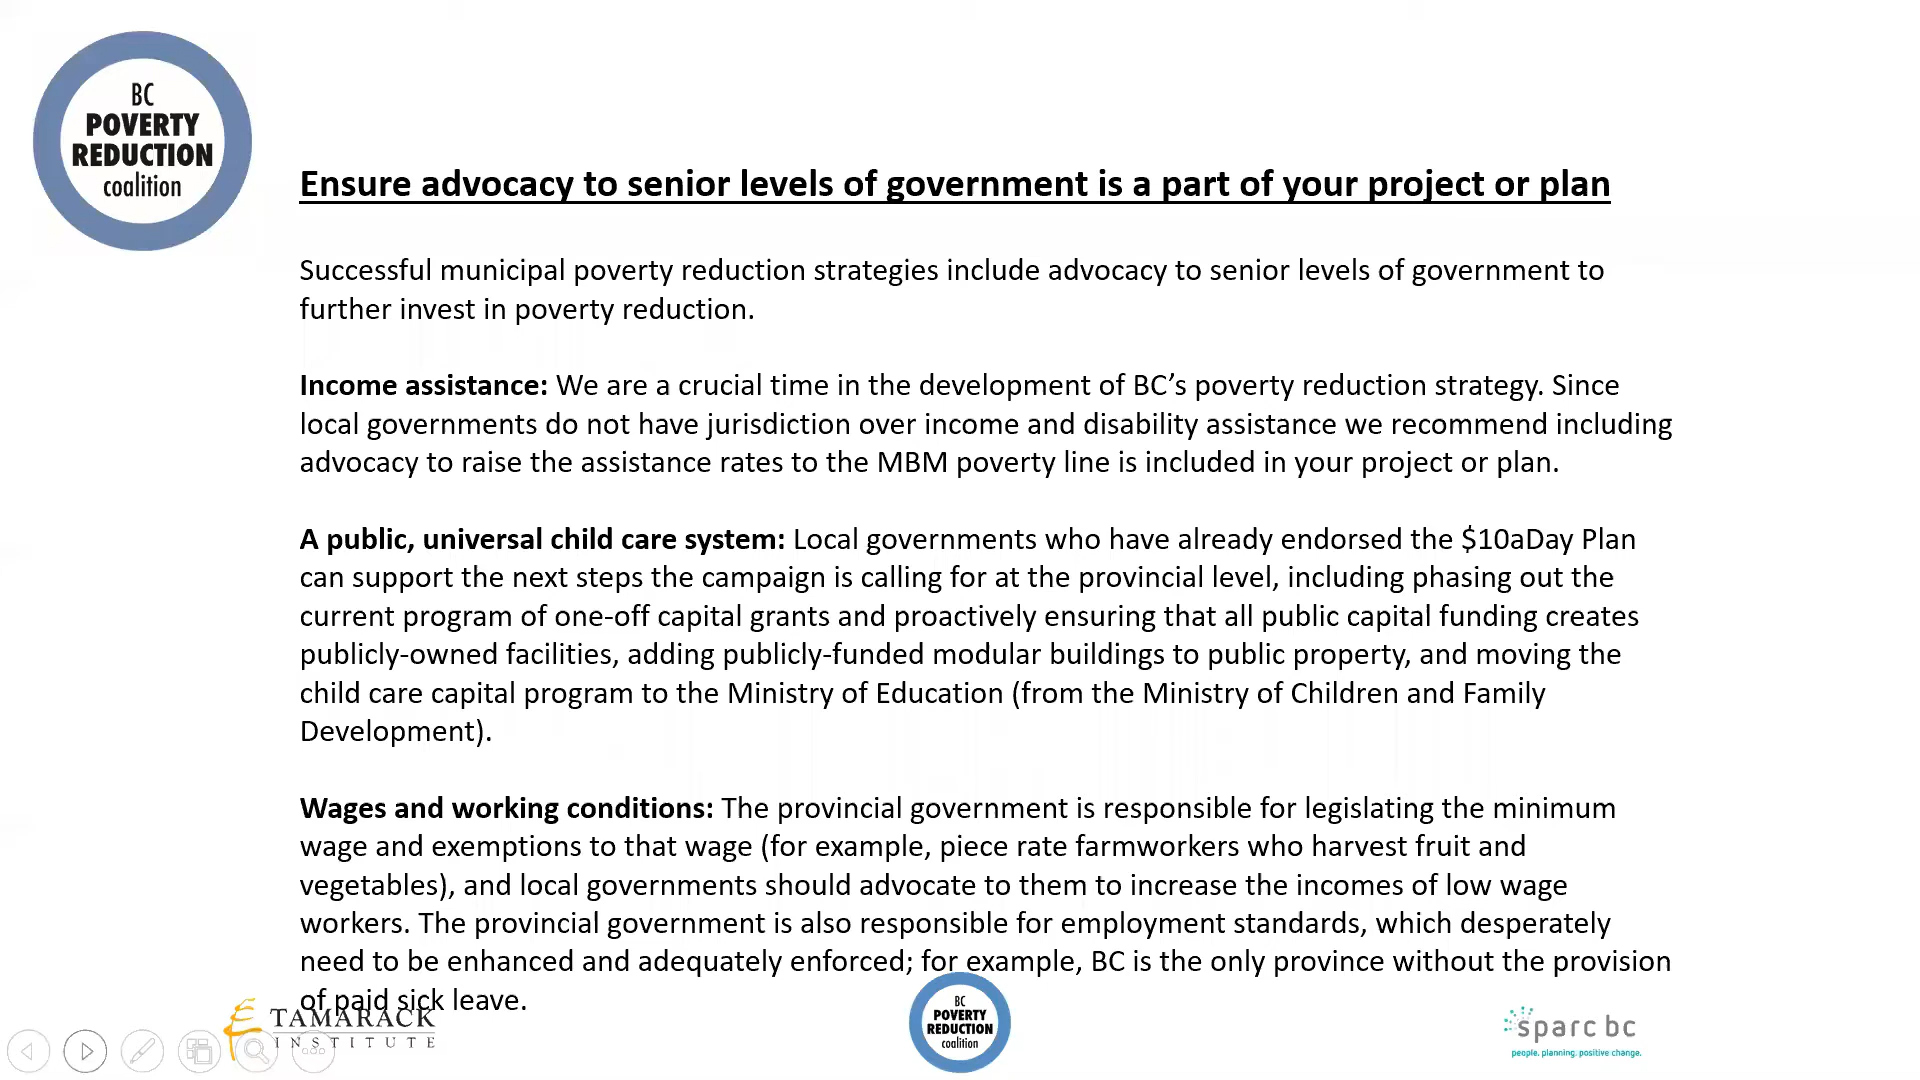 BC
POVERTY
REDUCTION
coalition
Ensure advocacy to senior levels of government is a part of your project or plan
Successful municipal poverty reduction strategies include advocacy to senior levels of government to
further invest in poverty reduction.
Income assistance: We are a crucial time in the development of BC’s poverty reduction strategy. Since
local governments do not have jurisdiction over income and disability assistance we recommend including
advocacy to raise the assistance rates to the MBM poverty line is included in your project or plan.
A public, universal child care system: Local governments who have already endorsed the $10aDay Plan
can support the next steps the campaign is calling for at the provincial level, including phasing out the
current program of one-off capital grants and proactively ensuring that all public capital funding creates
publicly-owned facilities, adding publicly-funded modular buildings to public property, and moving the
child care capital program to the Ministry of Education (from the Ministry of Children and Family
Development).
Wages and working conditions: The provincial government is responsible for legislating the minimum
wage and exemptions to that wage (for example, piece rate farmworkers who harvest fruit and
vegetables), and local governments should advocate to them to increase the incomes of low wage
workers. The provincial government is also responsible for employment standards, which desperately
need to be enhanced and adequately enforced; for example, BC is the only province without the provision
of paid sick leave.
TAMARACK
INSTITUTE
BC
POVERTY
REDUCTION
coalition
sparc bc
people. planning. positive change.